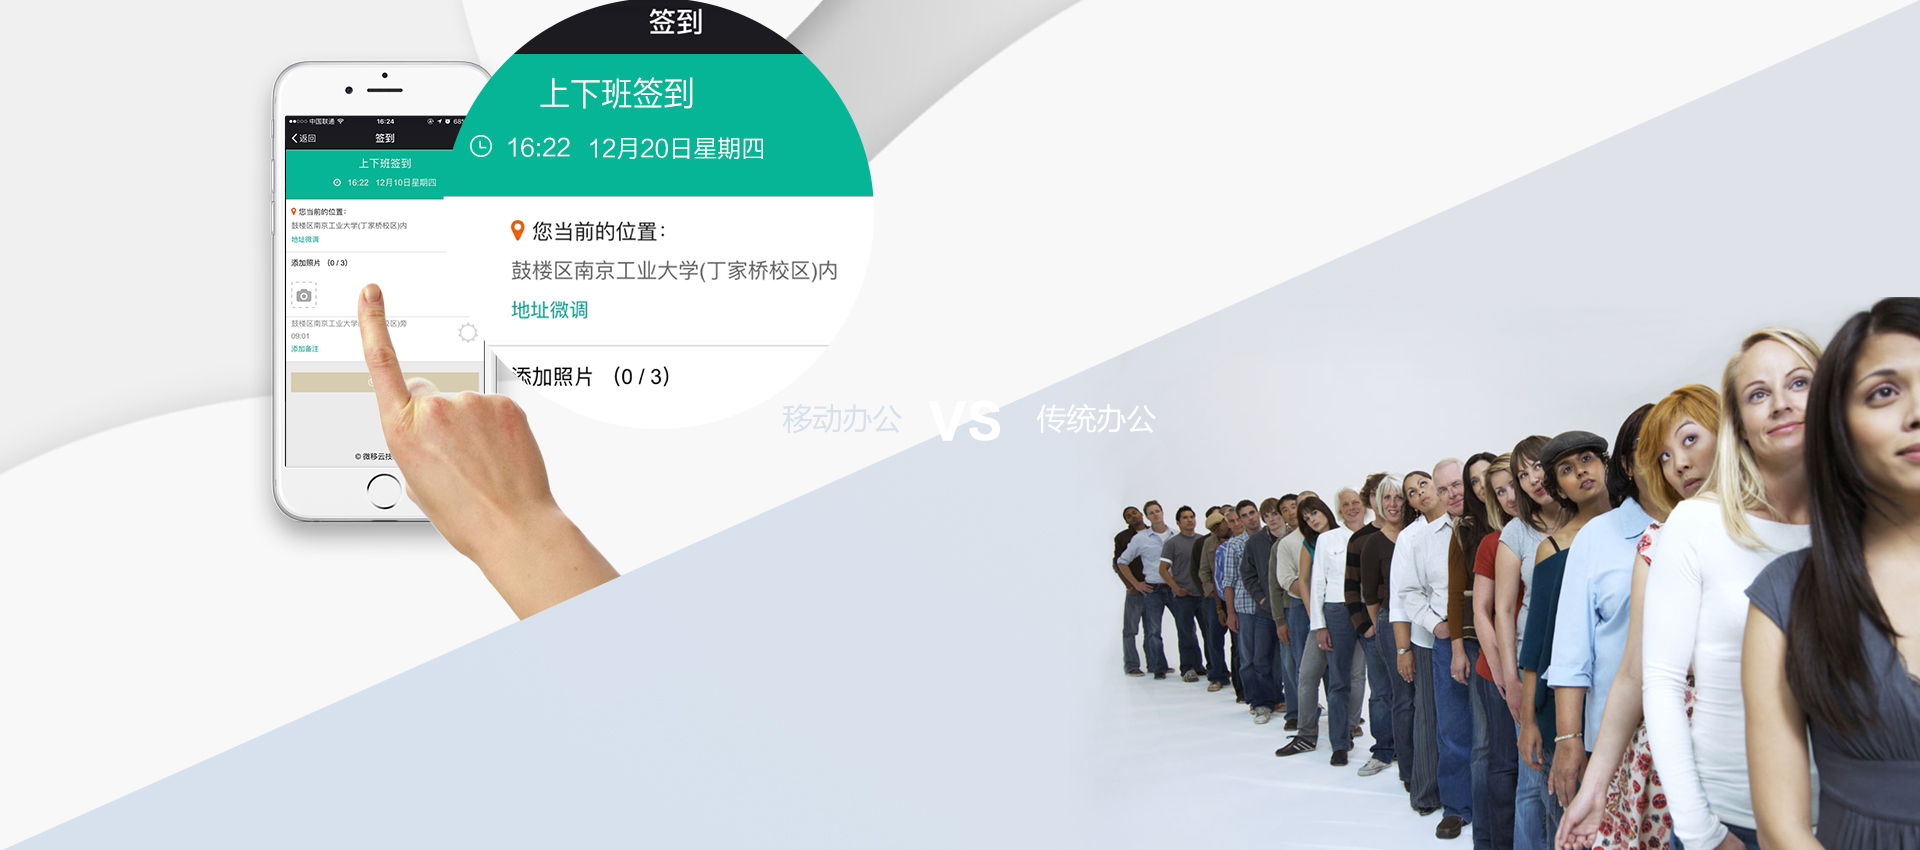 中国联通
16:24
68%
返回
签到
上下班签到
16:22 12月10日星期四
您当前的位置：
鼓楼区南京工业大学(丁家桥校区)内
地址微调
添加照片 (0 / 3)
鼓楼区南京工业大学
校区)旁
09:01
添加备注
© 微移云技
签到
上下班签到
16:22 12月20日星期四
您当前的位置：
鼓楼区南京工业大学(丁家桥校区)内
地址微调
添加照片 (0 / 3)
移动办公 VS 传统办公